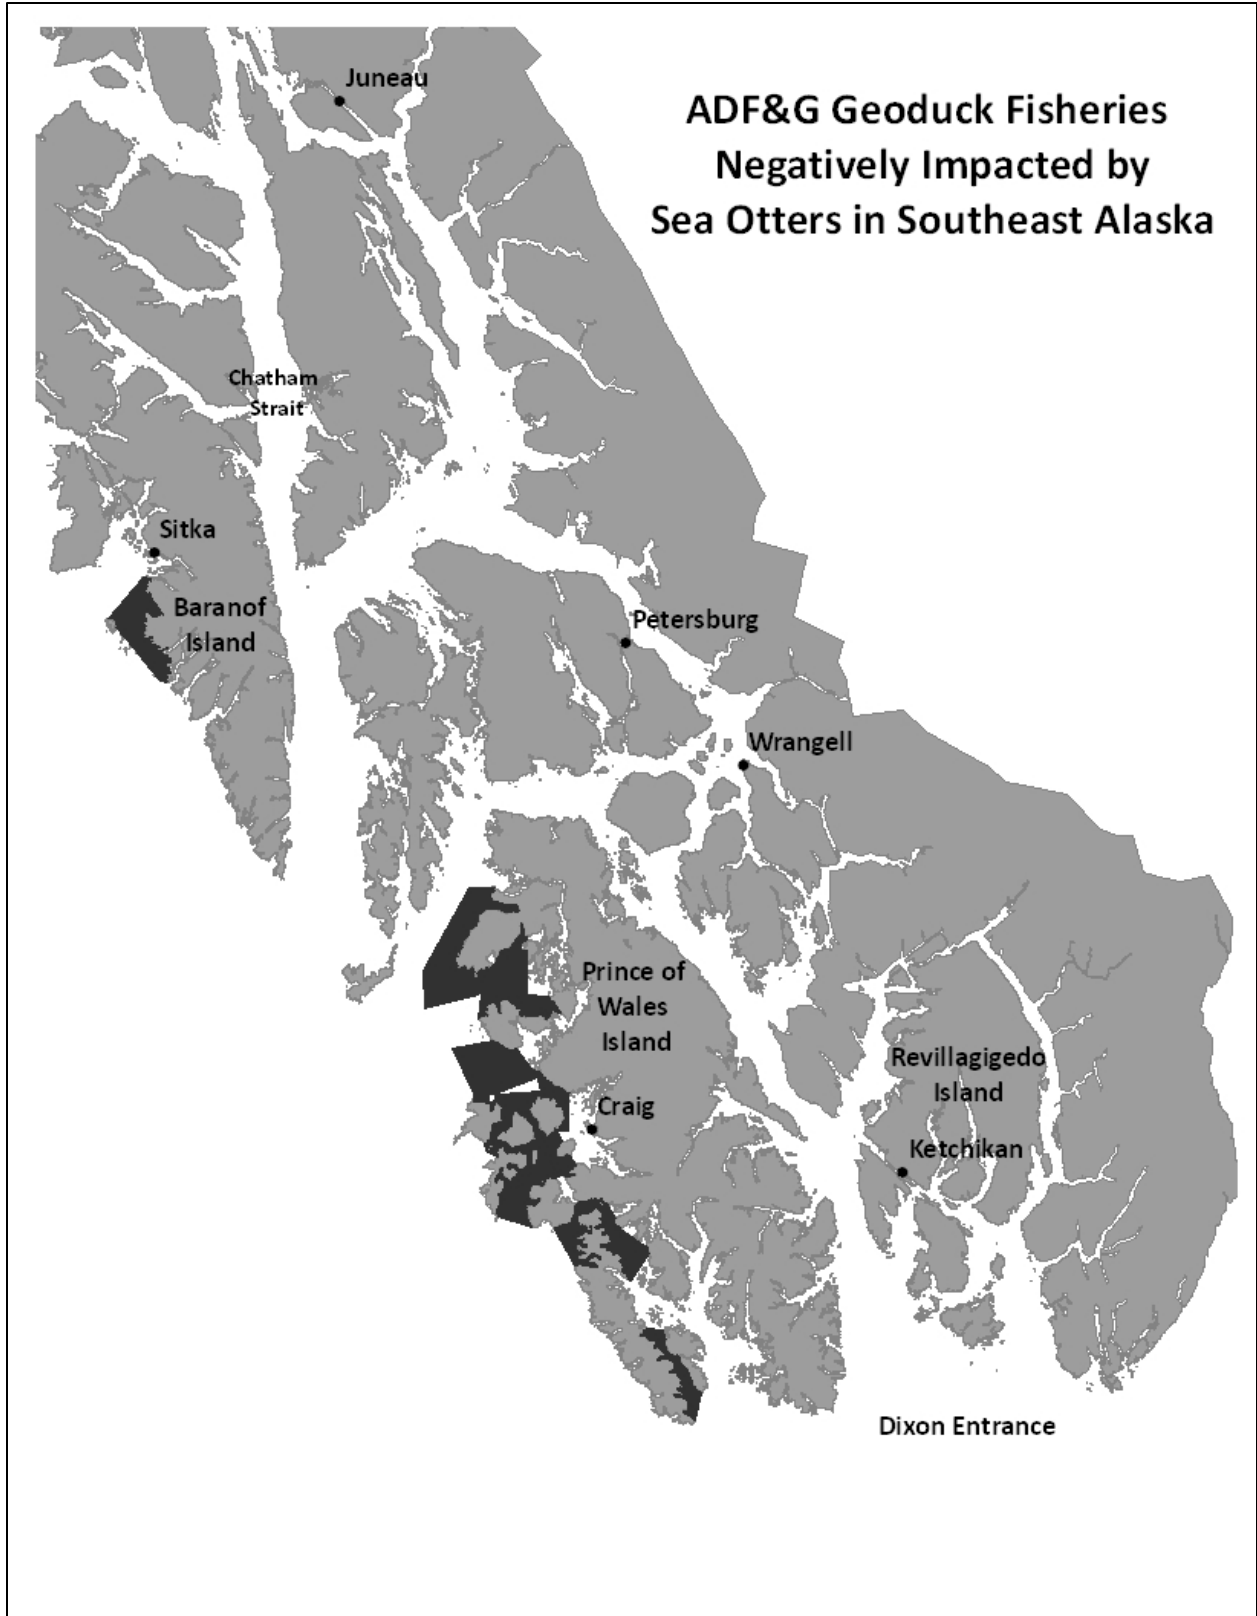 ADF&G Geoduck Fisheries
Negatively Impacted by
Sea Otters in Southeast Alaska
Juneau
Chatham
Strait
Sitka
Baranof
Island
Petersburg
Wrangell
Prince of
Wales
Island
Revillagigedo
Island
Craig
Ketchikan
Dixon Entrance